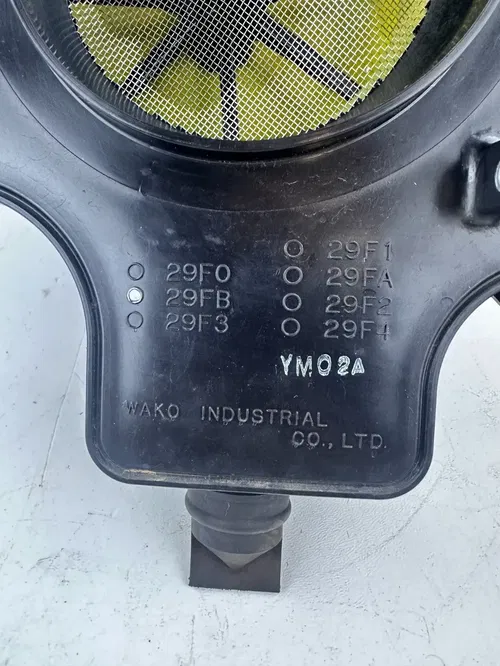 29F0
29FB
29F3
29F1
29FA
29F2
29F4
YM02A
WAKO INDUSTRIAL
CO., LTD.